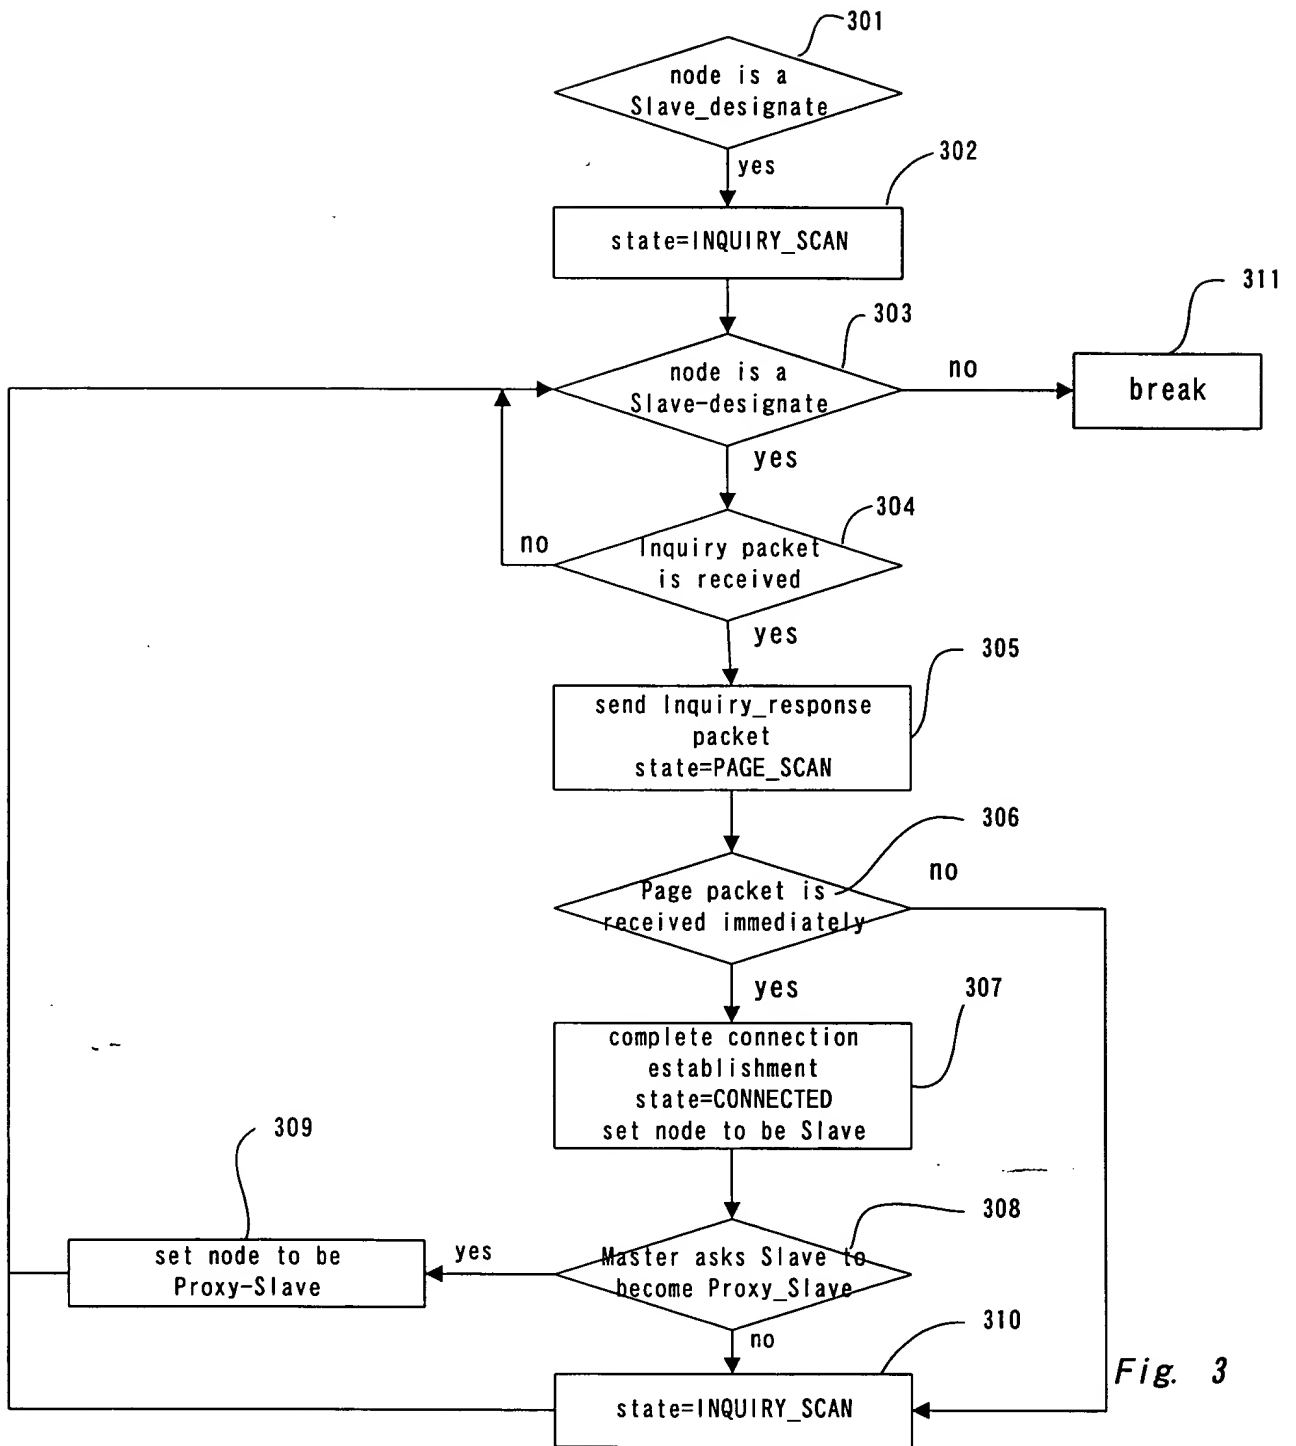 301
node is a
Slave_designate
yes
302
state=INQUIRY_SCAN
303
311
node is a
Slave-designate
no
break
yes
304
no
Inquiry packet
is received
yes
305
send Inquiry_response
packet
state=PAGE_SCAN
306
no
Page packet is
received immediately
yes
307
complete connection
establishment
state=CONNECTED
set node to be Slave
309
308
set node to be
Proxy-Slave
yes
Master asks Slave to
become Proxy_Slave
no
310
state=INQUIRY_SCAN
Fig. 3